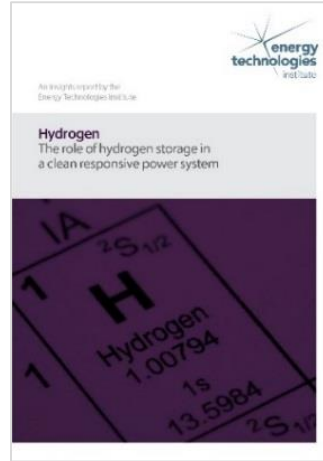 energy
technologies
institute
An insights report by the
Energy Technologies Institute
Hydrogen
The role of hydrogen storage in
a clean responsive power system
IA
2S1/2
1
H
Hydrogen
1.00794
1s
13.5984
1
2S1/2